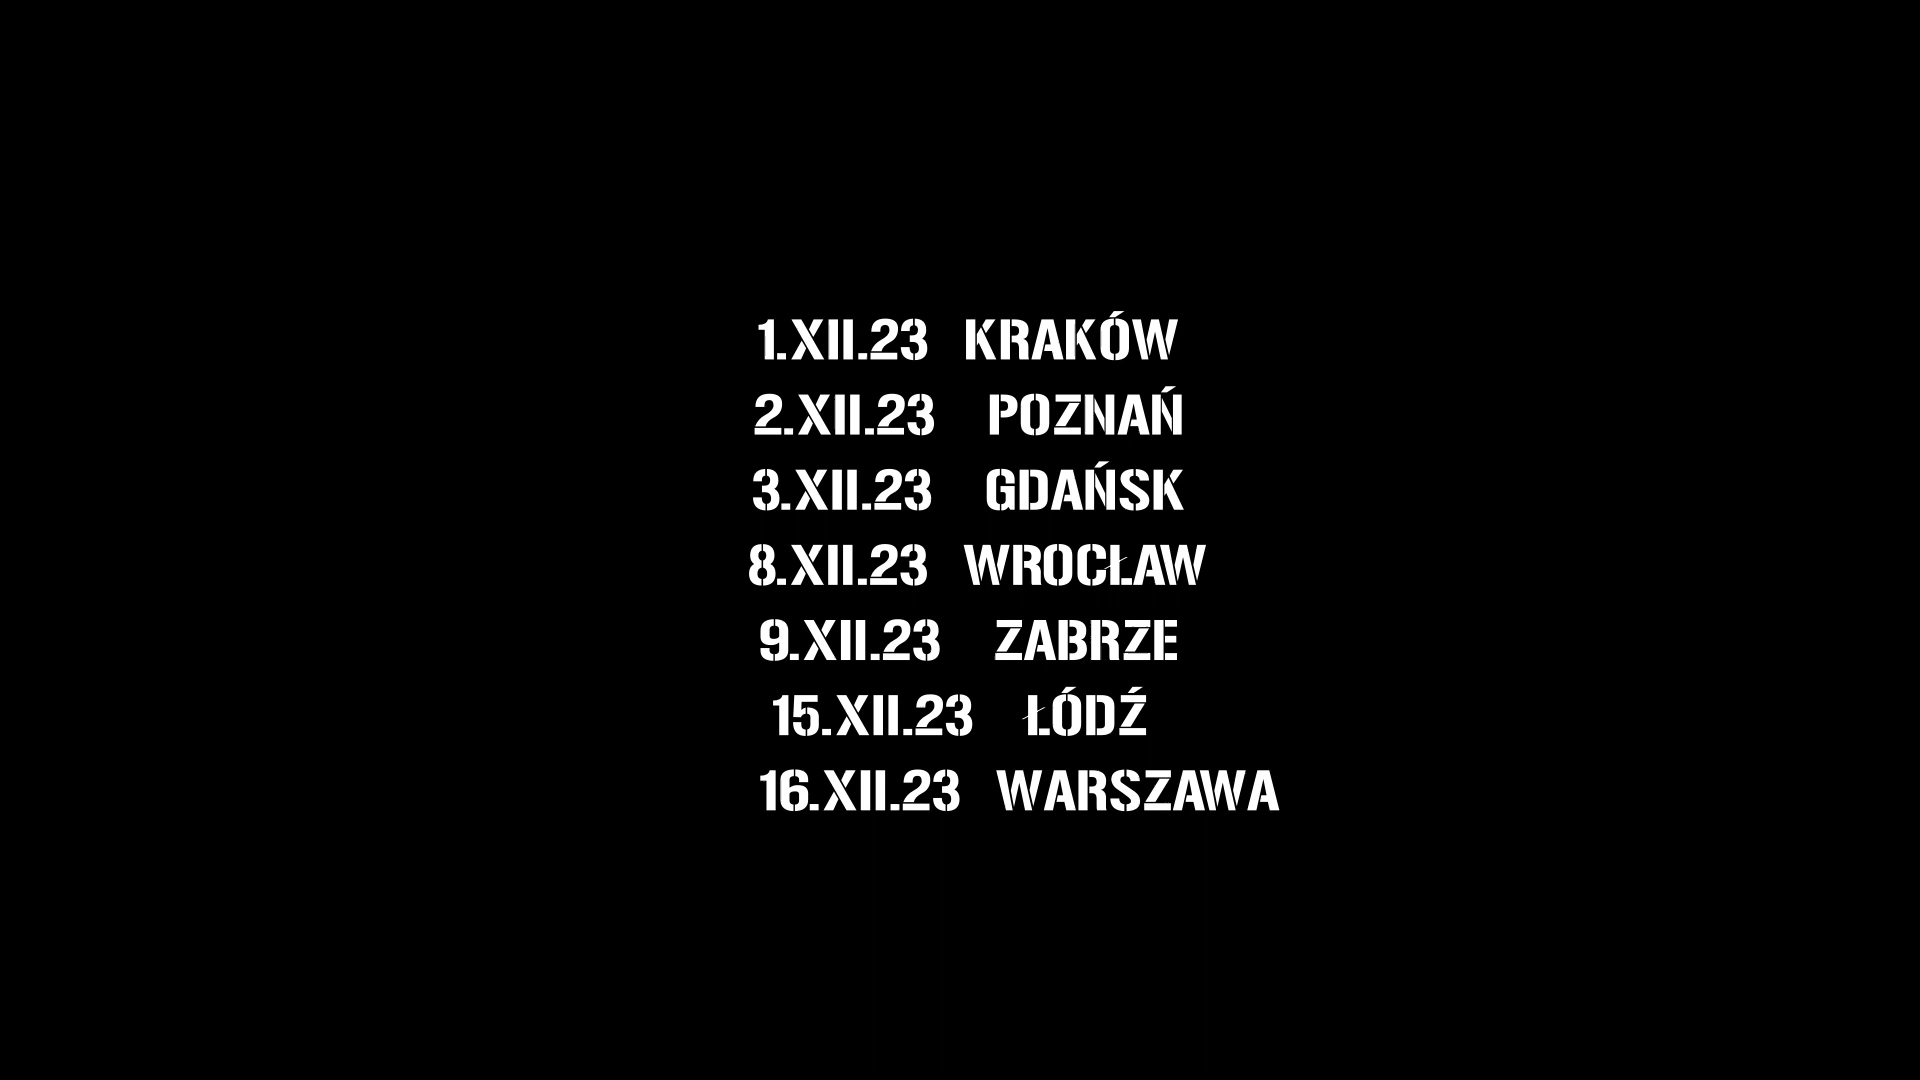 1.XII.23 KRAKÓW
2.XII.23 POZNAŃ
3.XII.23 GDAŃSK
8.XII.23 WROCŁAW
9.XII.23 ZABRZE
15.XII.23 ŁÓDŹ
16.XII.23 WARSZAWA